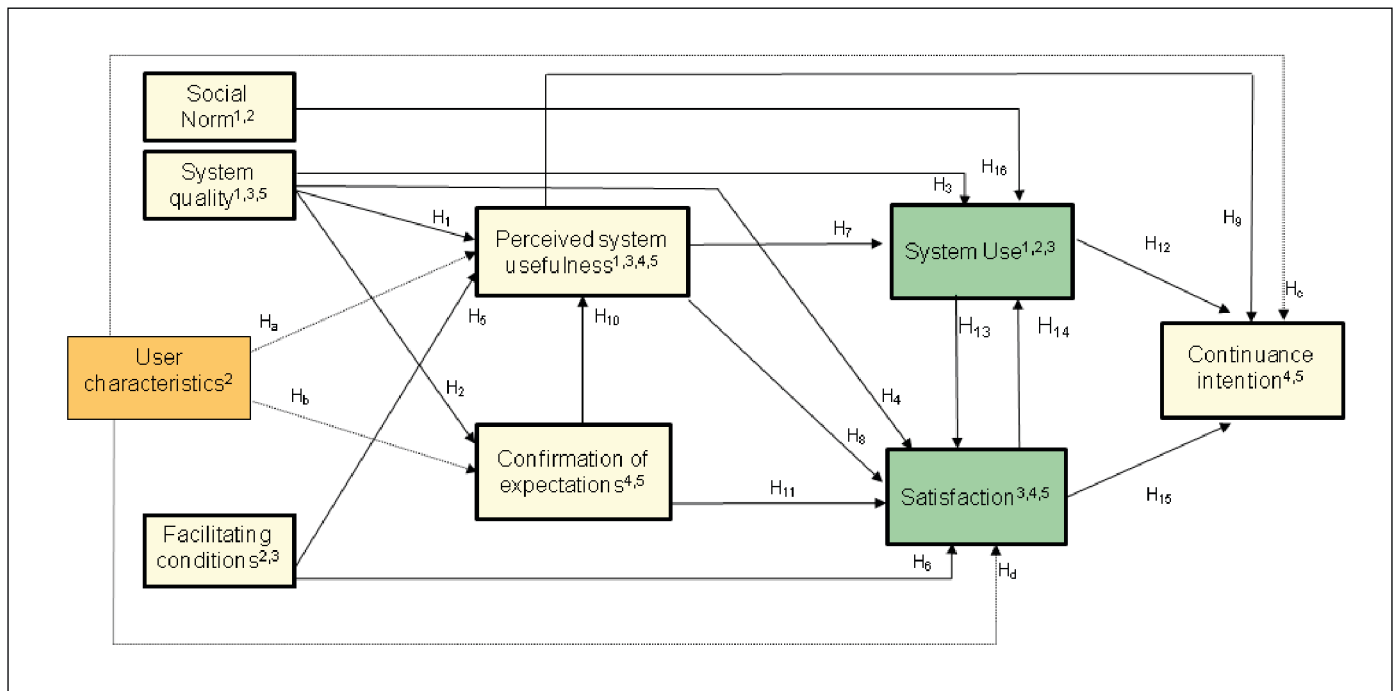 Social
Norm1,2
System
quality1,3,5
H16
H3
H1
Perceived system
usefulness1,3,4,5
H7
System Use1,2,3
H9
H12
Hc
Ha
H5
H10
H13
H14
User
characteristics2
Continuance
intention4,5
Hb
H2
H4
H8
Confirmation of
expectations4,5
H11
Satisfaction3,4,5
H15
Facilitating
conditions2,3
H6
Hd